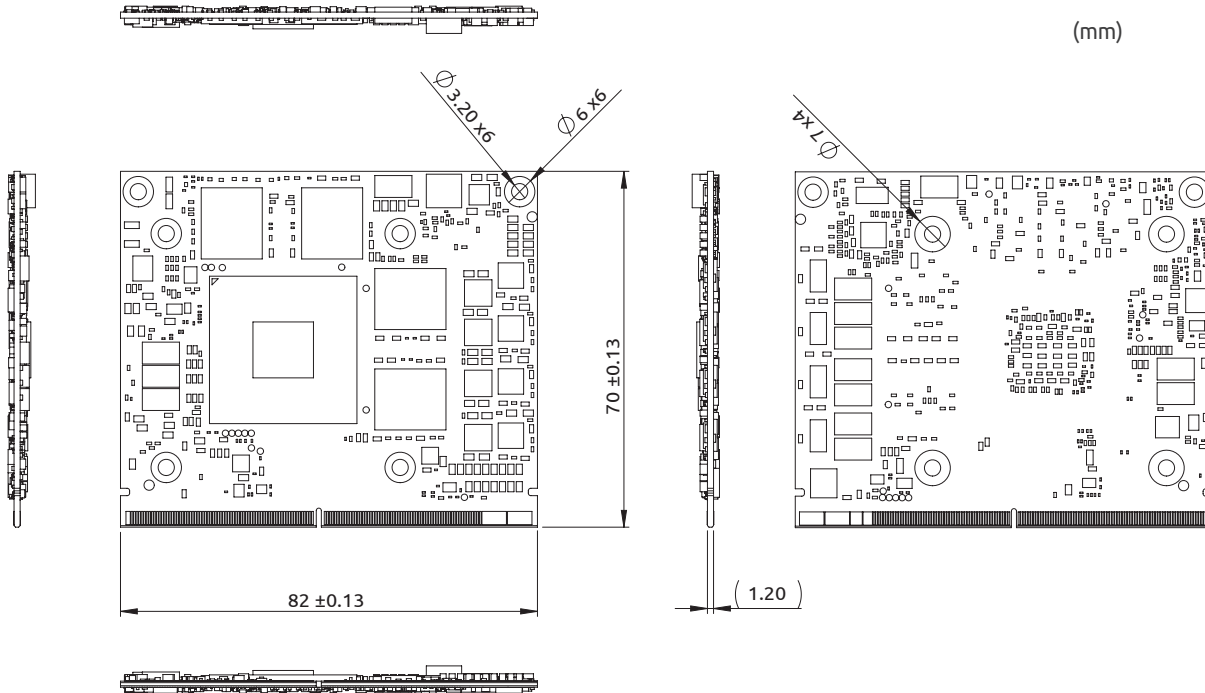 (mm)
∅ 3.20 x6
∅ 6 x6
∅ 7 x4
70 ±0.13
82 ±0.13
(1.20)